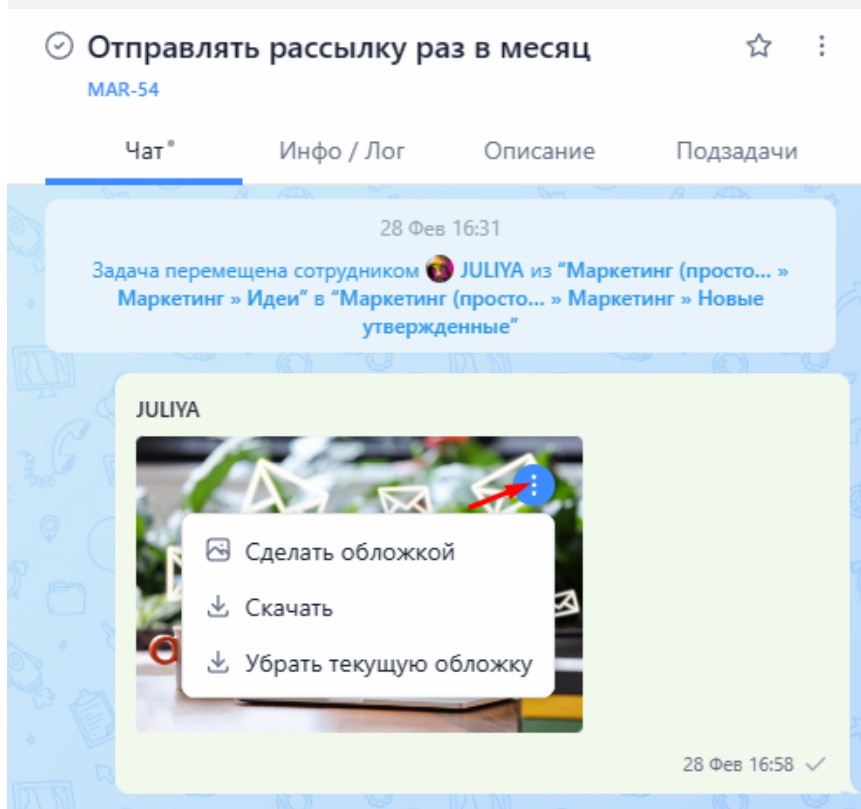 Отправлять рассылку раз в месяц
MAR-54
Чат
Инфо / Лог
Описание
Подзадачи
28 Фев 16:31
Задача перемещена сотрудником JULIYA из “Маркетинг (просто... »
Маркетинг » Идеи” в “Маркетинг (просто... » Маркетинг » Новые
утвержденные”
JULIYA
Сделать обложкой
Скачать
Убрать текущую обложку
28 Фев 16:58